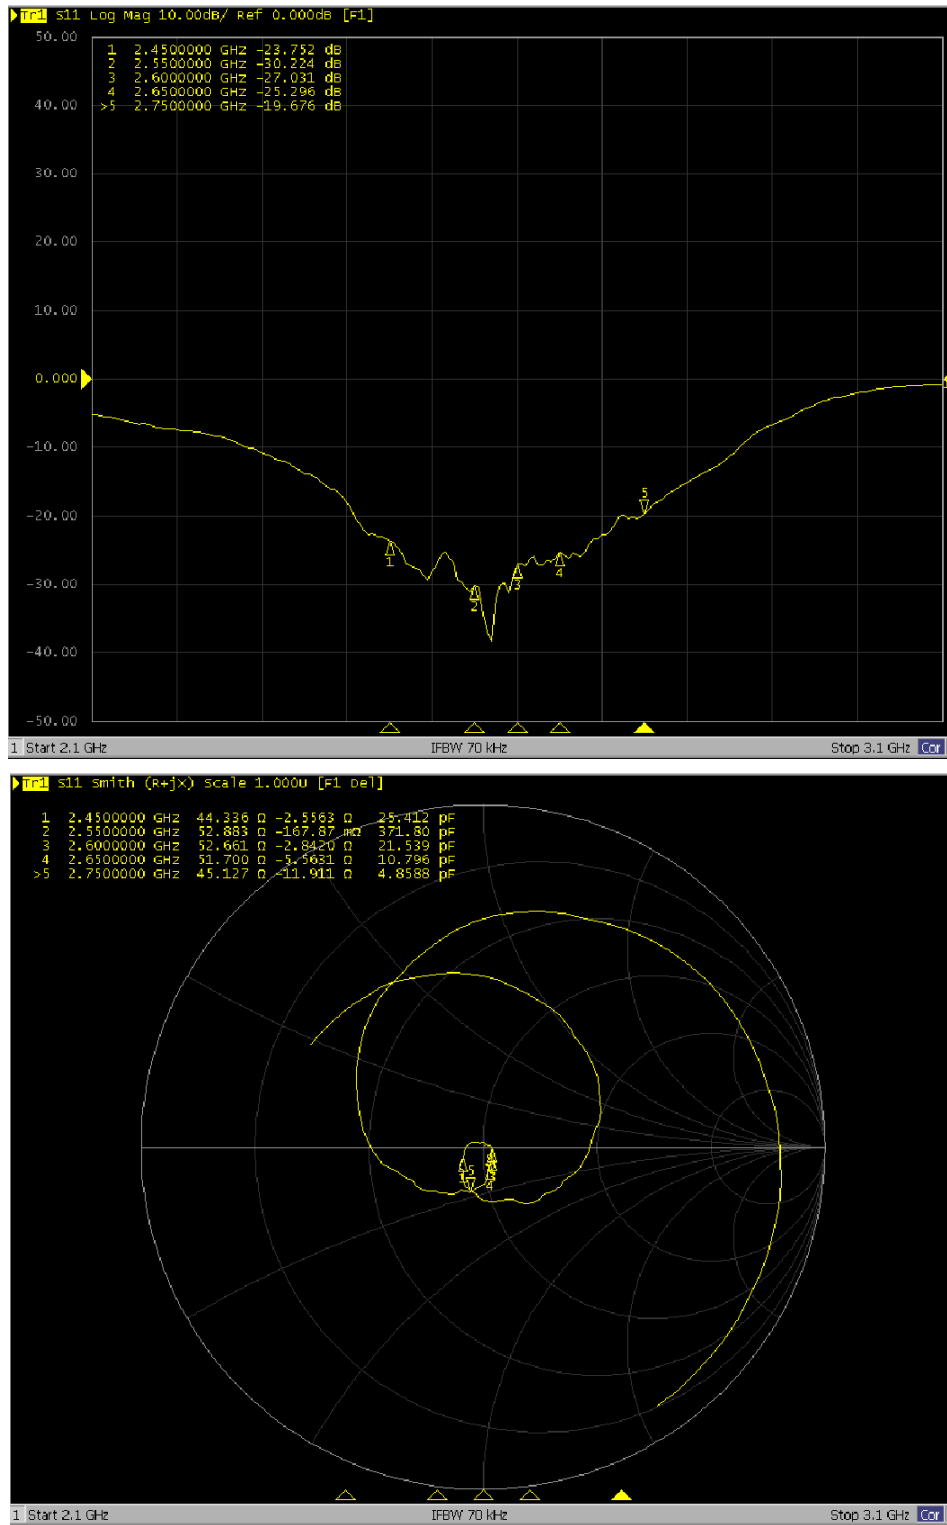 Tr1 S11 Log Mag 10.00dB/ Ref 0.000dB [F1]
50.00
1 2.4500000 GHz -23.752 dB
2 2.5500000 GHz -30.224 dB
3 2.6000000 GHz -27.031 dB
4 2.6500000 GHz -25.296 dB
>5 2.7500000 GHz -19.676 dB
40.00
30.00
20.00
10.00
0.000
-10.00
-20.00
-30.00
-40.00
-50.00
5
1
2
3
4
1 Start 2.1 GHz IFBW 70 kHz Stop 3.1 GHz Cor
Tr1 S11 Smith (R+jX) Scale 1.000U [F1 Del]
1 2.4500000 GHz 44.336 Ω -2.5563 Ω 25.412 pF
2 2.5500000 GHz 52.883 Ω -167.87 mΩ 371.80 pF
3 2.6000000 GHz 52.661 Ω -2.8420 Ω 21.539 pF
4 2.6500000 GHz 51.700 Ω -5.5631 Ω 10.796 pF
>5 2.7500000 GHz 45.127 Ω -11.911 Ω 4.8588 pF
5
4
1 Start 2.1 GHz IFBW 70 kHz Stop 3.1 GHz Cor